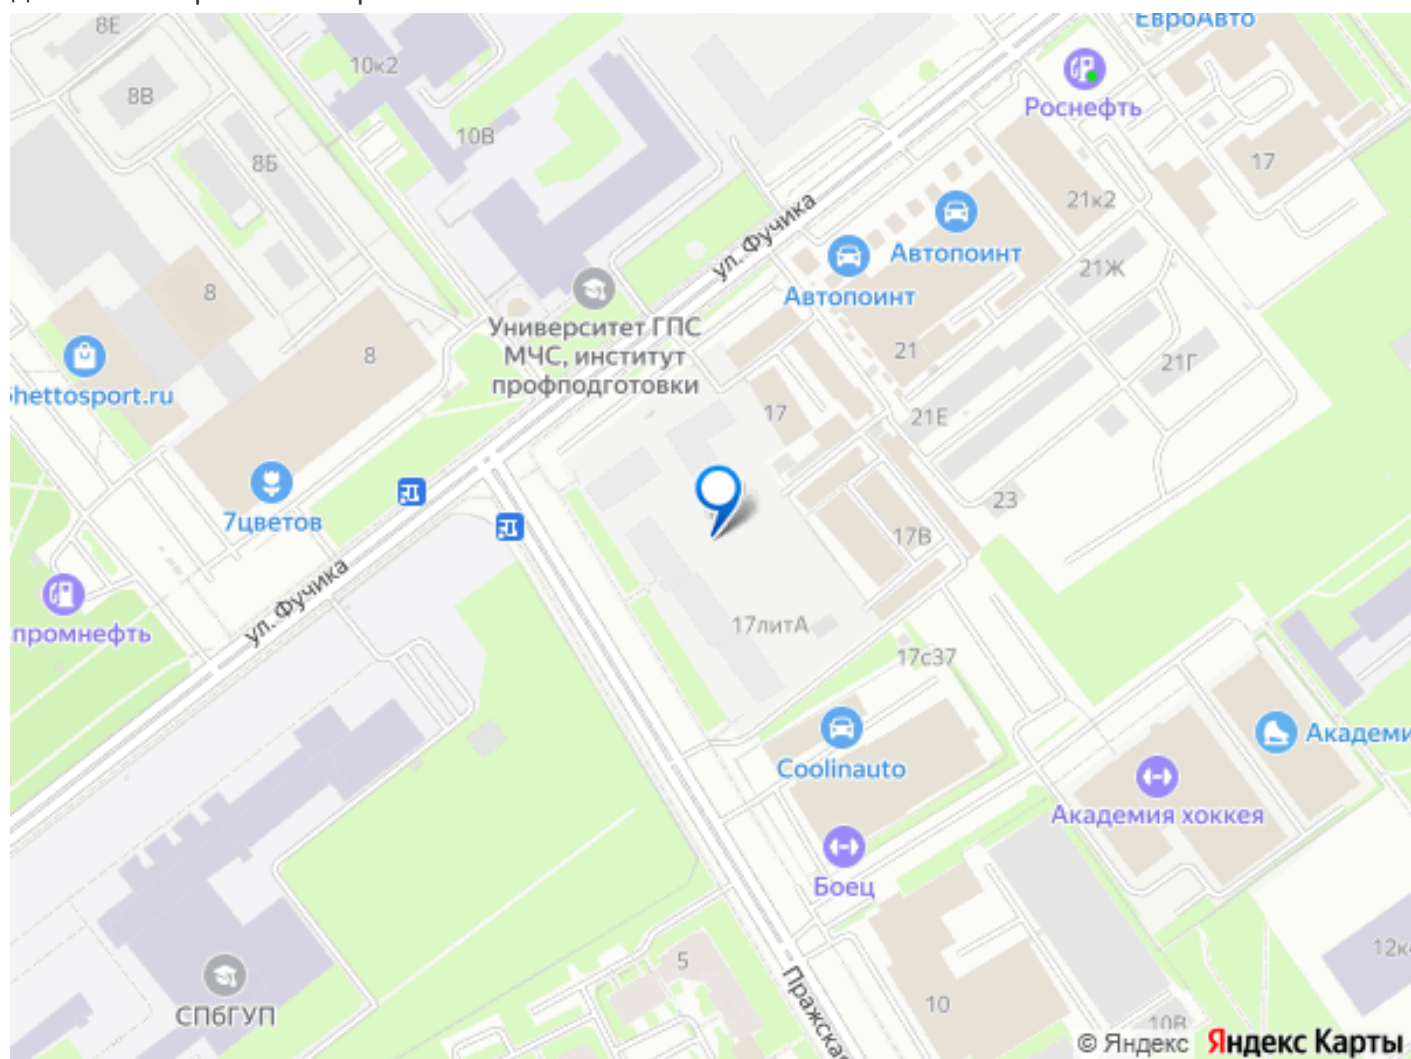 8Е
ЕвроАвто
10к2
Роснефть
8В
10В
8Б
17
21к2
ул. Фучика
Автопоинт
21Ж
Автопоинт
8
Университет ГПС
МЧС, институт
профподготовки
8
21
21Г
hettosport.ru
17
21Е
23
7цветов
17В
ул. Фучика
промнефть
17литА
17с37
Академи
Coolinauto
Академия хоккея
Боец
12к
5
СПбГУП
Пражская
10
10В
© Яндекс Яндекс Карты